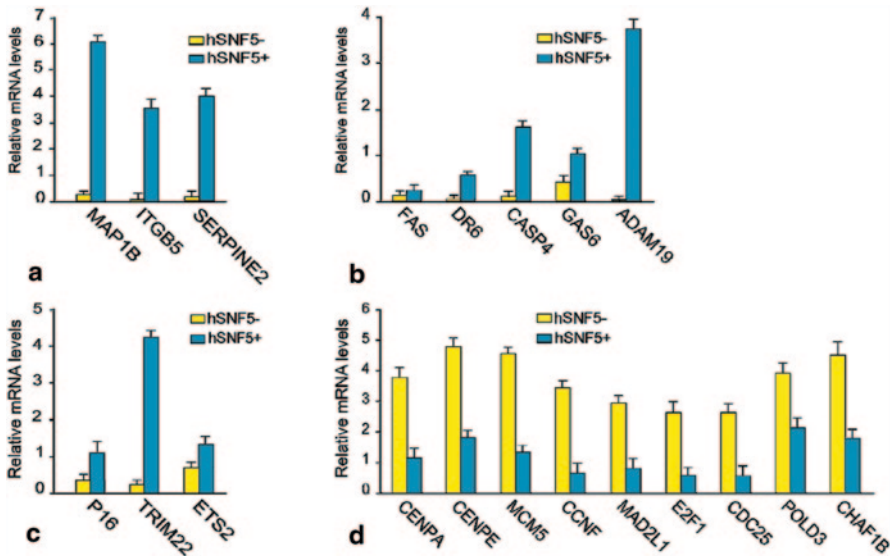 Relative mRNA levels
7
6
5
4
3
2
1
0
hSNF5-
hSNF5+
MAP1B
ITGB5
SERPINE2
a
Relative mRNA levels
4
3
2
1
0
hSNF5-
hSNF5+
FAS
DR6
CASP4
GAS6
ADAM19
b
Relative mRNA levels
5
4
3
2
1
0
hSNF5-
hSNF5+
P16
TRIM22
ETS2
c
Relative mRNA levels
6
5
4
3
2
1
0
hSNF5-
hSNF5+
CENPA
CENPE
MCM5
CCNF
MAD2L1
E2F1
CDC25
POLD3
CHAF1B
d